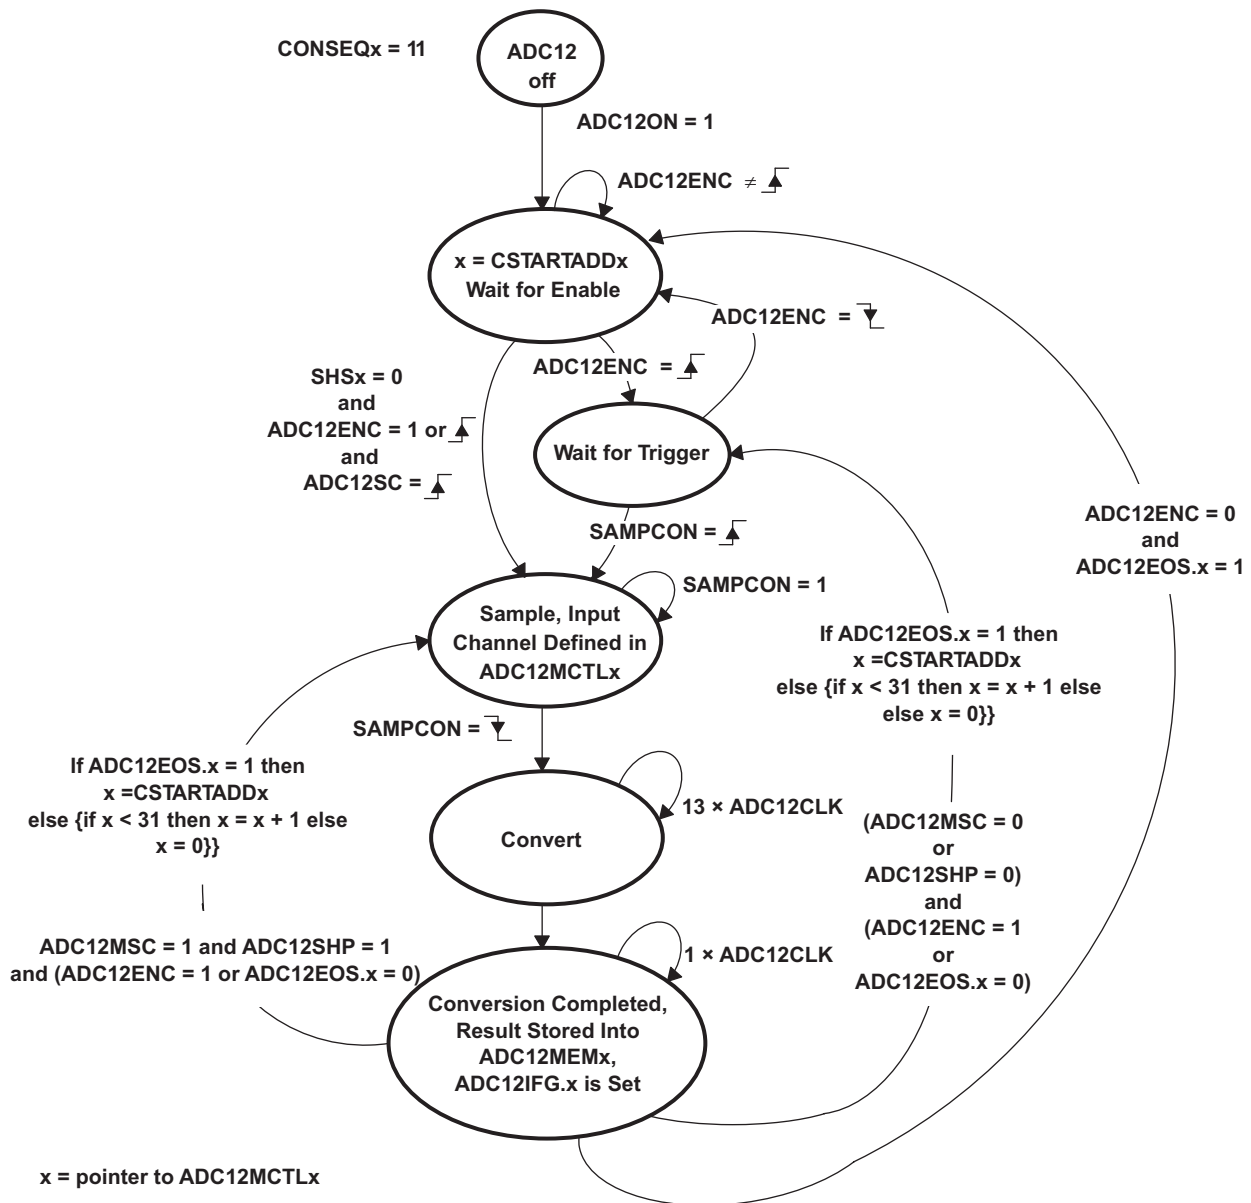 CONSEQx = 11
ADC12
off
ADC12ON = 1
ADC12ENC ≠
x = CSTARTADDx
Wait for Enable
ADC12ENC =
ADC12ENC =
SHSx = 0
and
ADC12ENC = 1 or
and
ADC12SC =
Wait for Trigger
SAMPCON =
ADC12ENC = 0
and
ADC12EOS.x = 1
SAMPCON = 1
Sample, Input
Channel Defined in
ADC12MCTLx
If ADC12EOS.x = 1 then
x =CSTARTADDx
else {if x < 31 then x = x + 1 else
else x = 0}}
SAMPCON =
If ADC12EOS.x = 1 then
x =CSTARTADDx
else {if x < 31 then x = x + 1 else
x = 0}}
13 × ADC12CLK
Convert
(ADC12MSC = 0
or
ADC12SHP = 0)
and
(ADC12ENC = 1
or
ADC12EOS.x = 0)
ADC12MSC = 1 and ADC12SHP = 1
and (ADC12ENC = 1 or ADC12EOS.x = 0)
1 × ADC12CLK
Conversion Completed,
Result Stored Into
ADC12MEMx,
ADC12IFG.x is Set
x = pointer to ADC12MCTLx